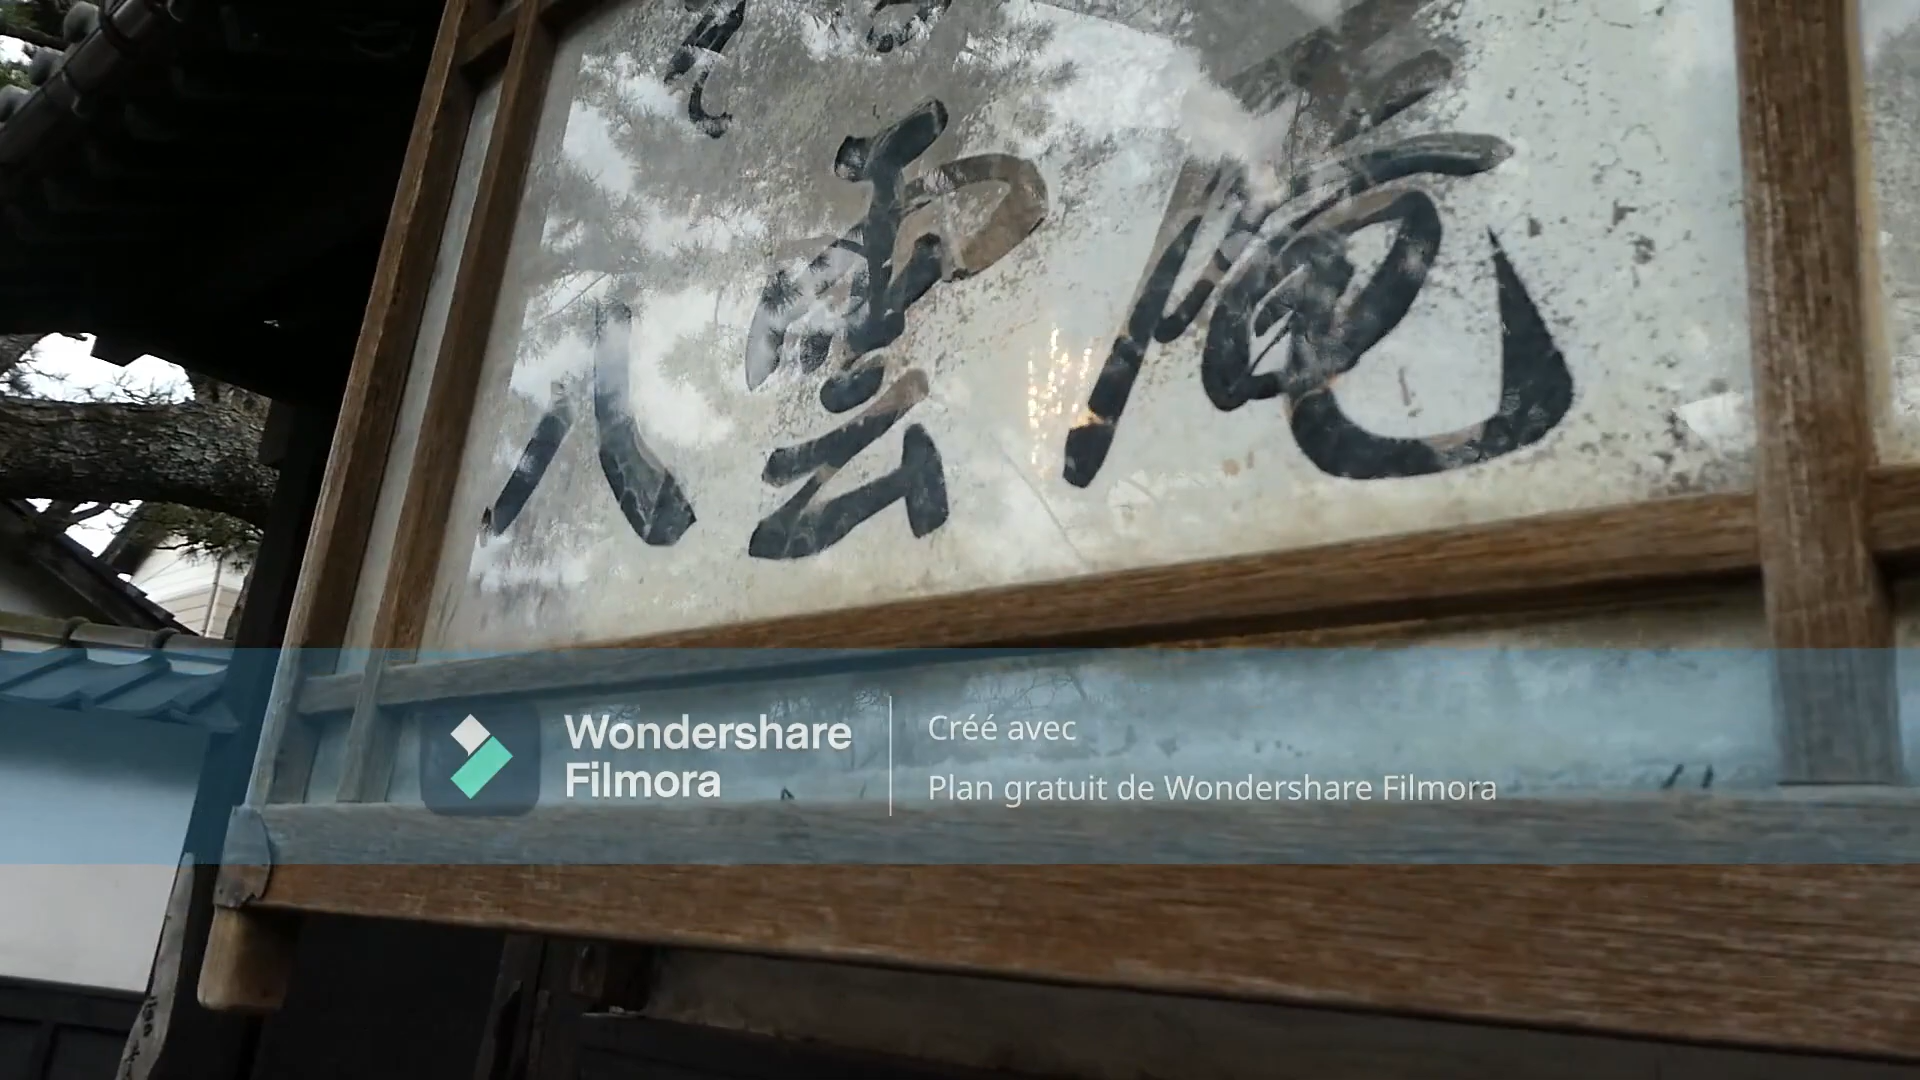 八雲庵
Wondershare
Filmora
Créé avec
Plan gratuit de Wondershare Filmora